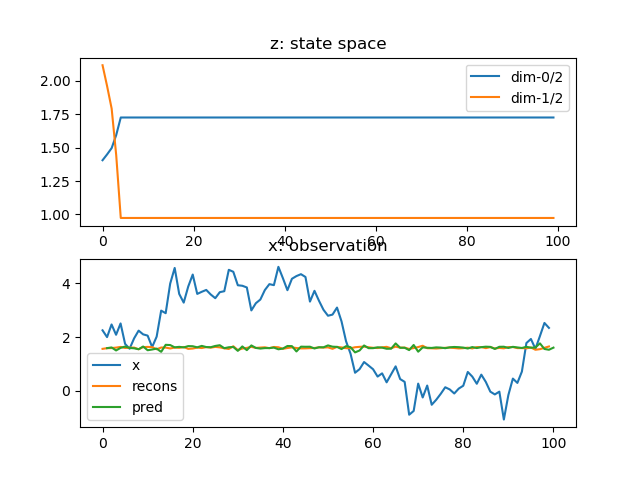 z: state space
2.00
1.75
1.50
1.25
1.00
dim-0/2
dim-1/2
0 20 40 60 80 100
x: observation
4
2
0
x
recons
pred
0 20 40 60 80 100